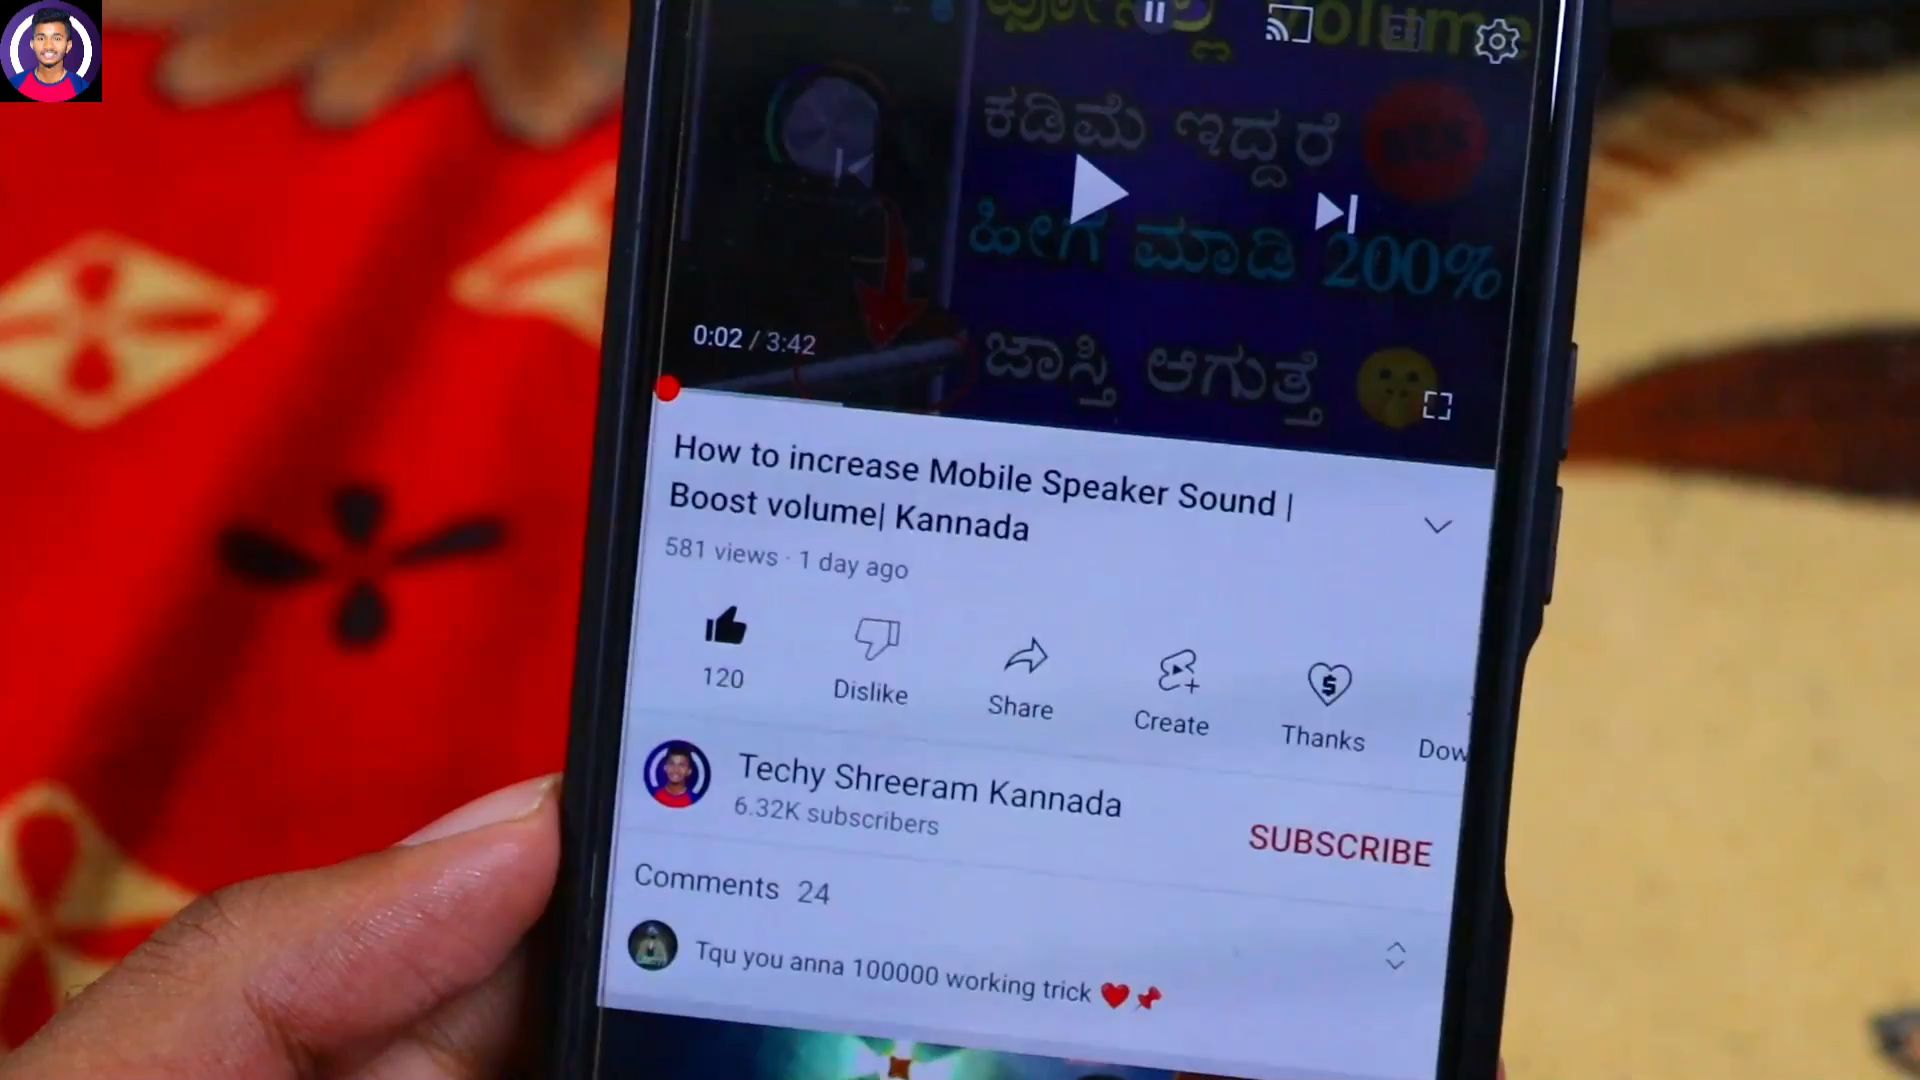 ಫೋನಲ್ಲಿ Volume
ಕಡಿಮೆ ಇದ್ದರೆ
ಹೀಗೆ ಮಾಡಿ 200%
ಜಾಸ್ತಿ ಆಗುತ್ತೆ
0:02 / 3:42
How to increase Mobile Speaker Sound |
Boost volume| Kannada
581 views · 1 day ago
120
Dislike
Share
Create
Thanks
Dow
Techy Shreeram Kannada
6.32K subscribers
SUBSCRIBE
Comments 24
Tqu you anna 100000 working trick ❤️📌